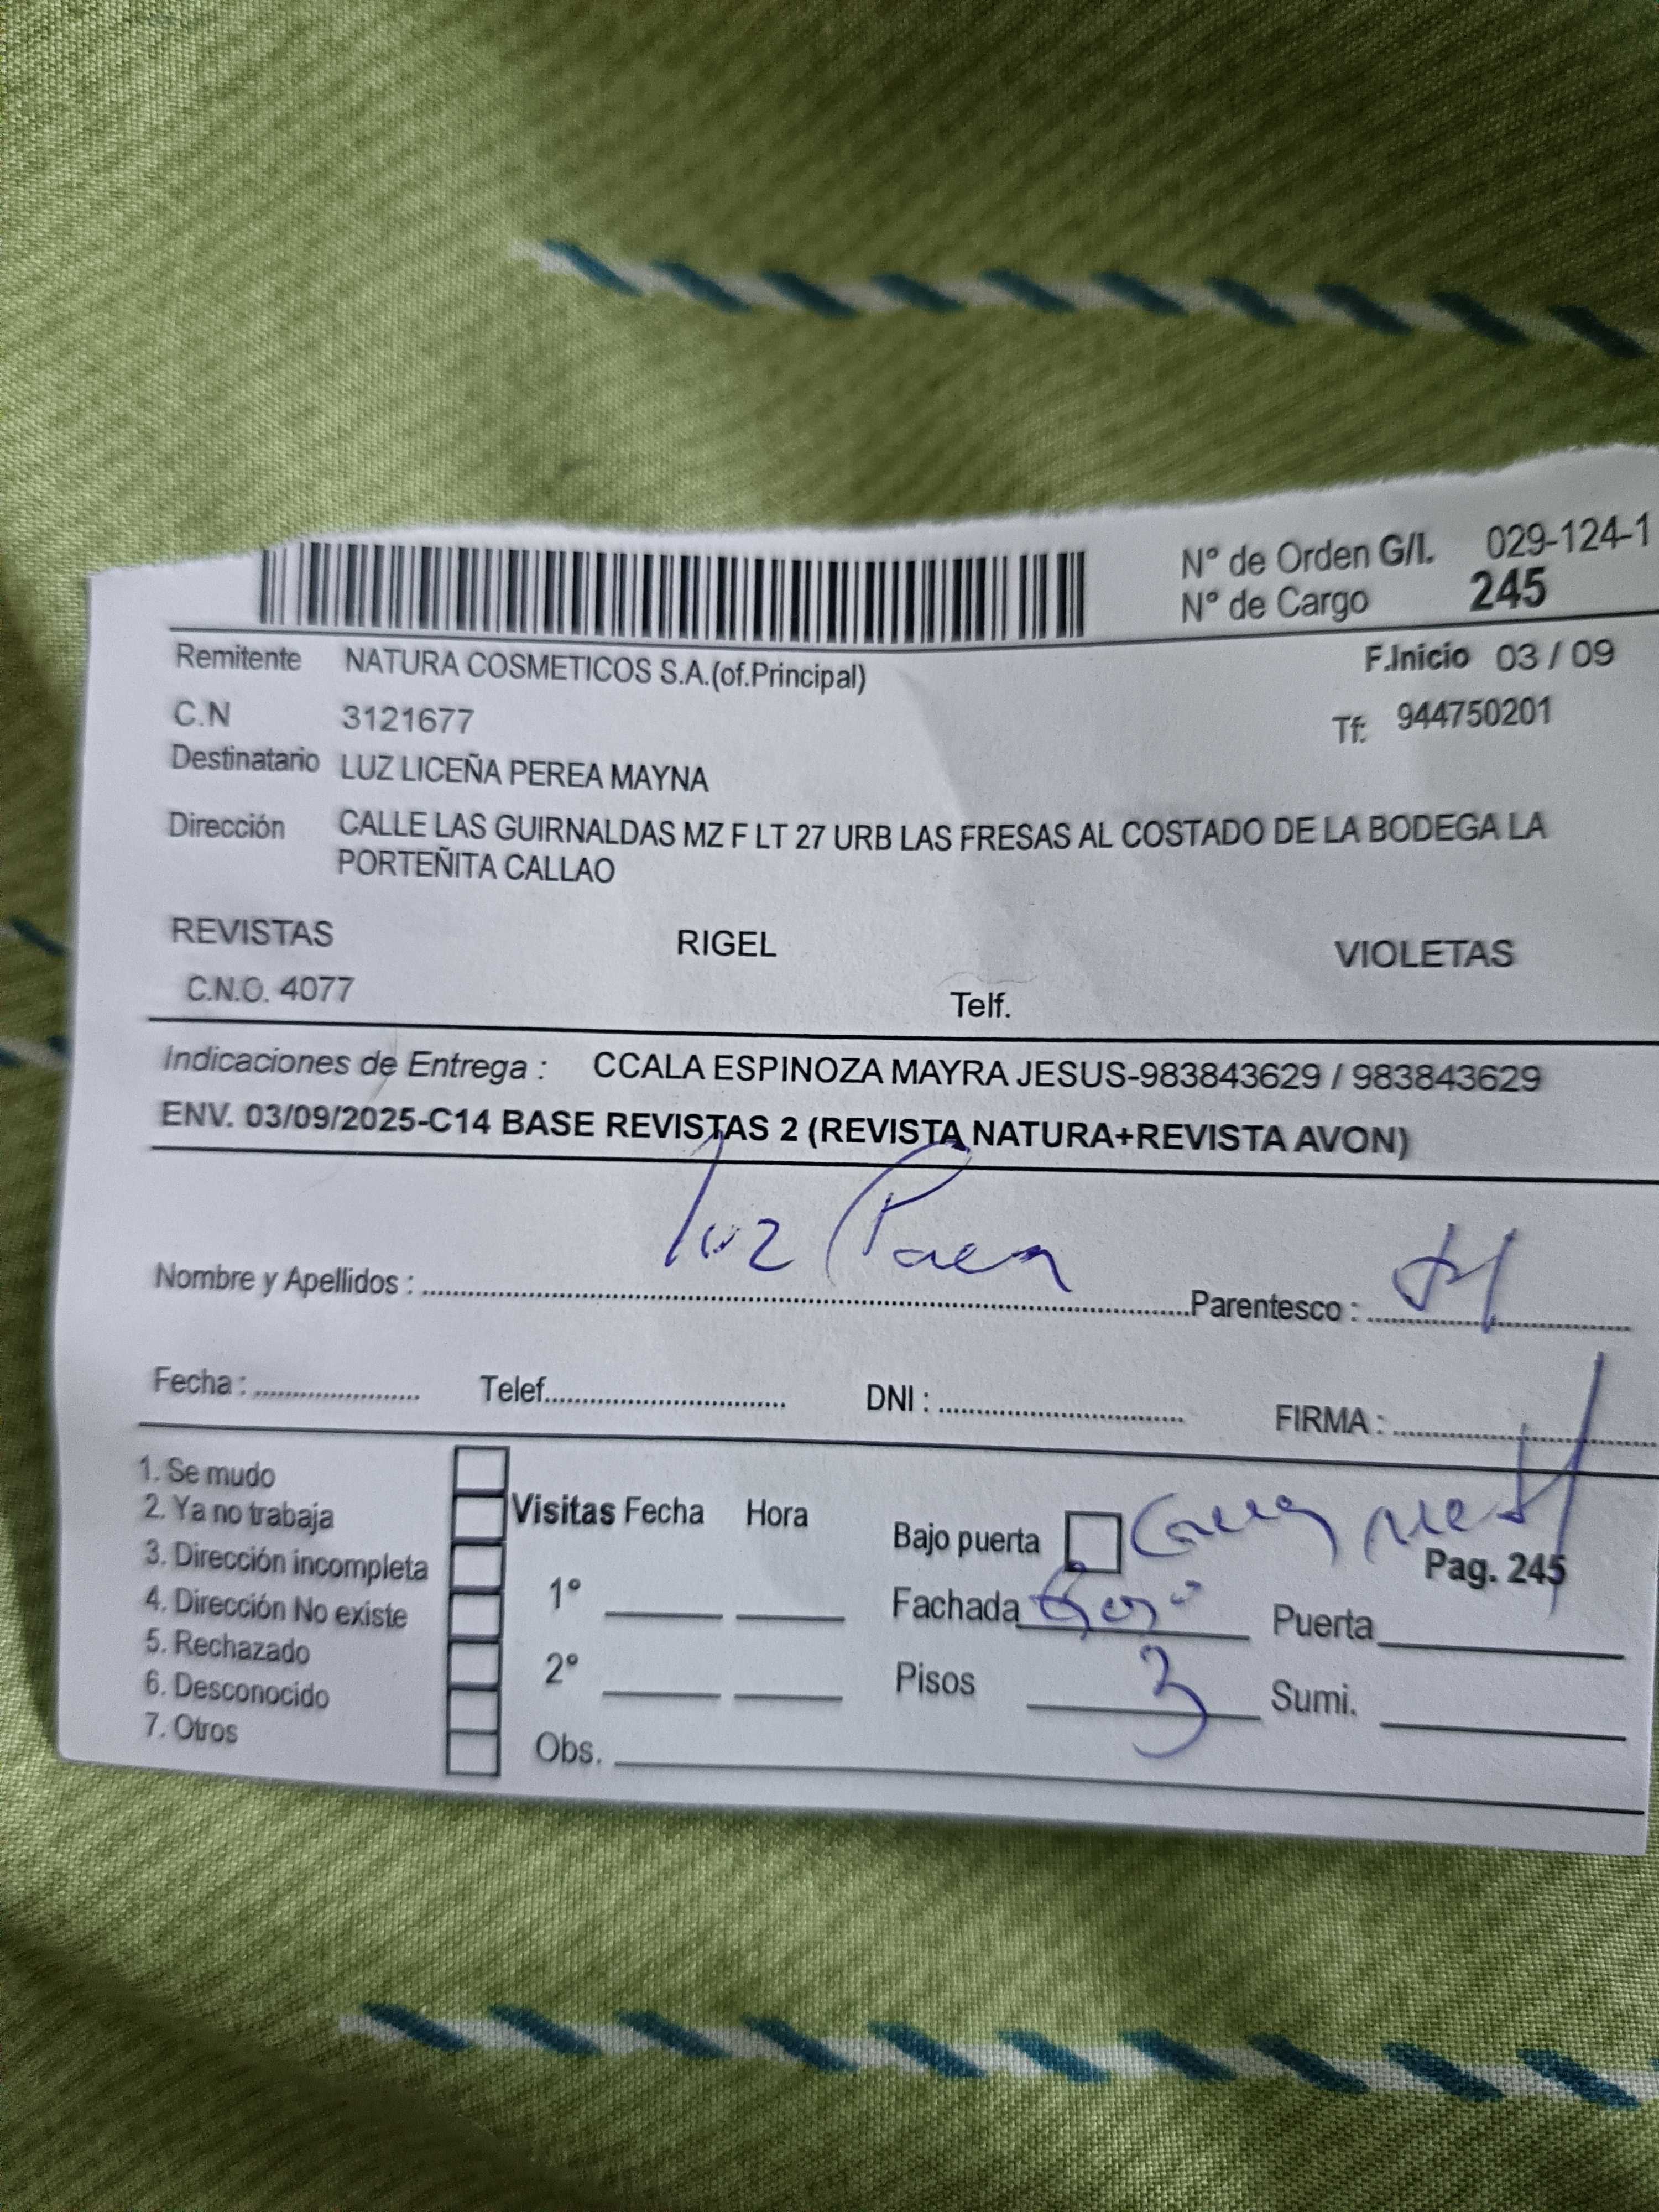 N° de Orden G/I. 029-124-1
N° de Cargo 245
Remitente NATURA COSMETICOS S.A.(of.Principal) F.Inicio 03 / 09
C.N 3121677 Tf: 944750201
Destinatario LUZ LICEÑA PEREA MAYNA
Dirección CALLE LAS GUIRNALDAS MZ F LT 27 URB LAS FRESAS AL COSTADO DE LA BODEGA LA
PORTEÑITA CALLAO
REVISTAS RIGEL VIOLETAS
C.N.O. 4077 Telf.
Indicaciones de Entrega : CCALA ESPINOZA MAYRA JESUS-983843629 / 983843629
ENV. 03/09/2025-C14 BASE REVISTAS 2 (REVISTA NATURA+REVISTA AVON)
Nombre y Apellidos : Luz Parentesco :
Fecha : Telef. DNI : FIRMA :
1. Se mudo
2. Ya no trabaja
3. Dirección incompleta
4. Dirección No existe
5. Rechazado
6. Desconocido
7. Otros
Visitas Fecha Hora
1°
2°
Obs.
Bajo puerta
Pag. 245
Fachada Puerta
Pisos 3 Sumi.